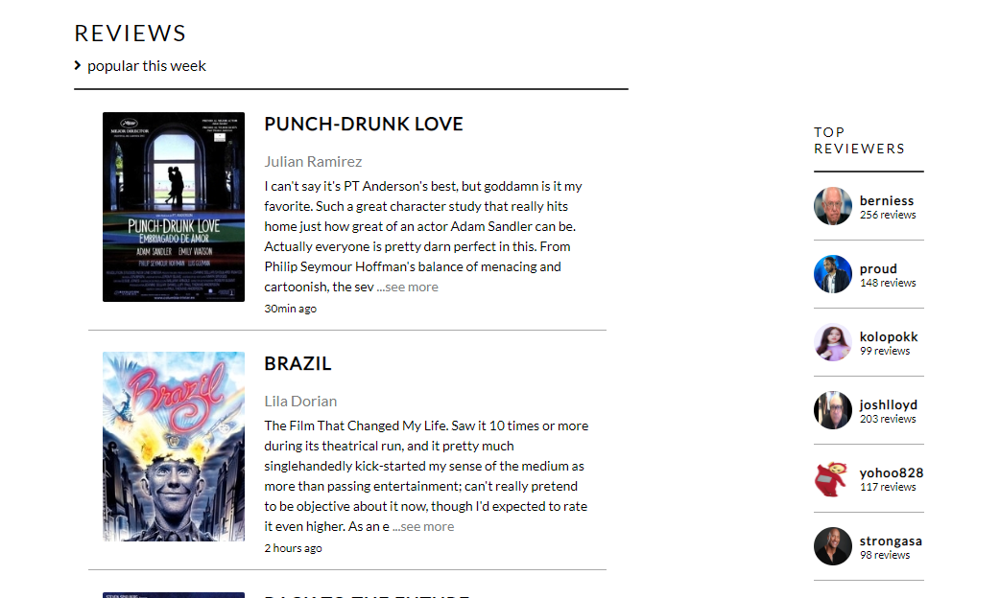 REVIEWS
popular this week
PUNCH-DRUNK LOVE
Julian Ramirez
I can't say it's PT Anderson's best, but goddamn is it my
favorite. Such a great character study that really hits
home just how great of an actor Adam Sandler can be.
Actually everyone is pretty darn perfect in this. From
Philip Seymour Hoffman's balance of menacing and
cartoonish, the sev ...see more
30min ago
MEJOR DIRECTOR
PUNCH-DRUNK LOVE
EMBRIAGADO DE AMOR
ADAM SANDLER EMILY WATSON
PHILIP SEYMOUR HOFFMAN LUIS GUZMAN
BRAZIL
Lila Dorian
The Film That Changed My Life. Saw it 10 times or more
during its theatrical run, and it pretty much
singlehandedly kick-started my sense of the medium as
more than passing entertainment; can't really pretend
to be objective about it now, though I'd expected to rate
it even higher. As an e ...see more
2 hours ago
Brazil
BACK TO THE FUTURE
STEVEN SPIELBERG
TOP
REVIEWERS
berniess
256 reviews
proud
148 reviews
kolopokk
99 reviews
joshlloyd
203 reviews
yohoo828
117 reviews
strongasa
98 reviews